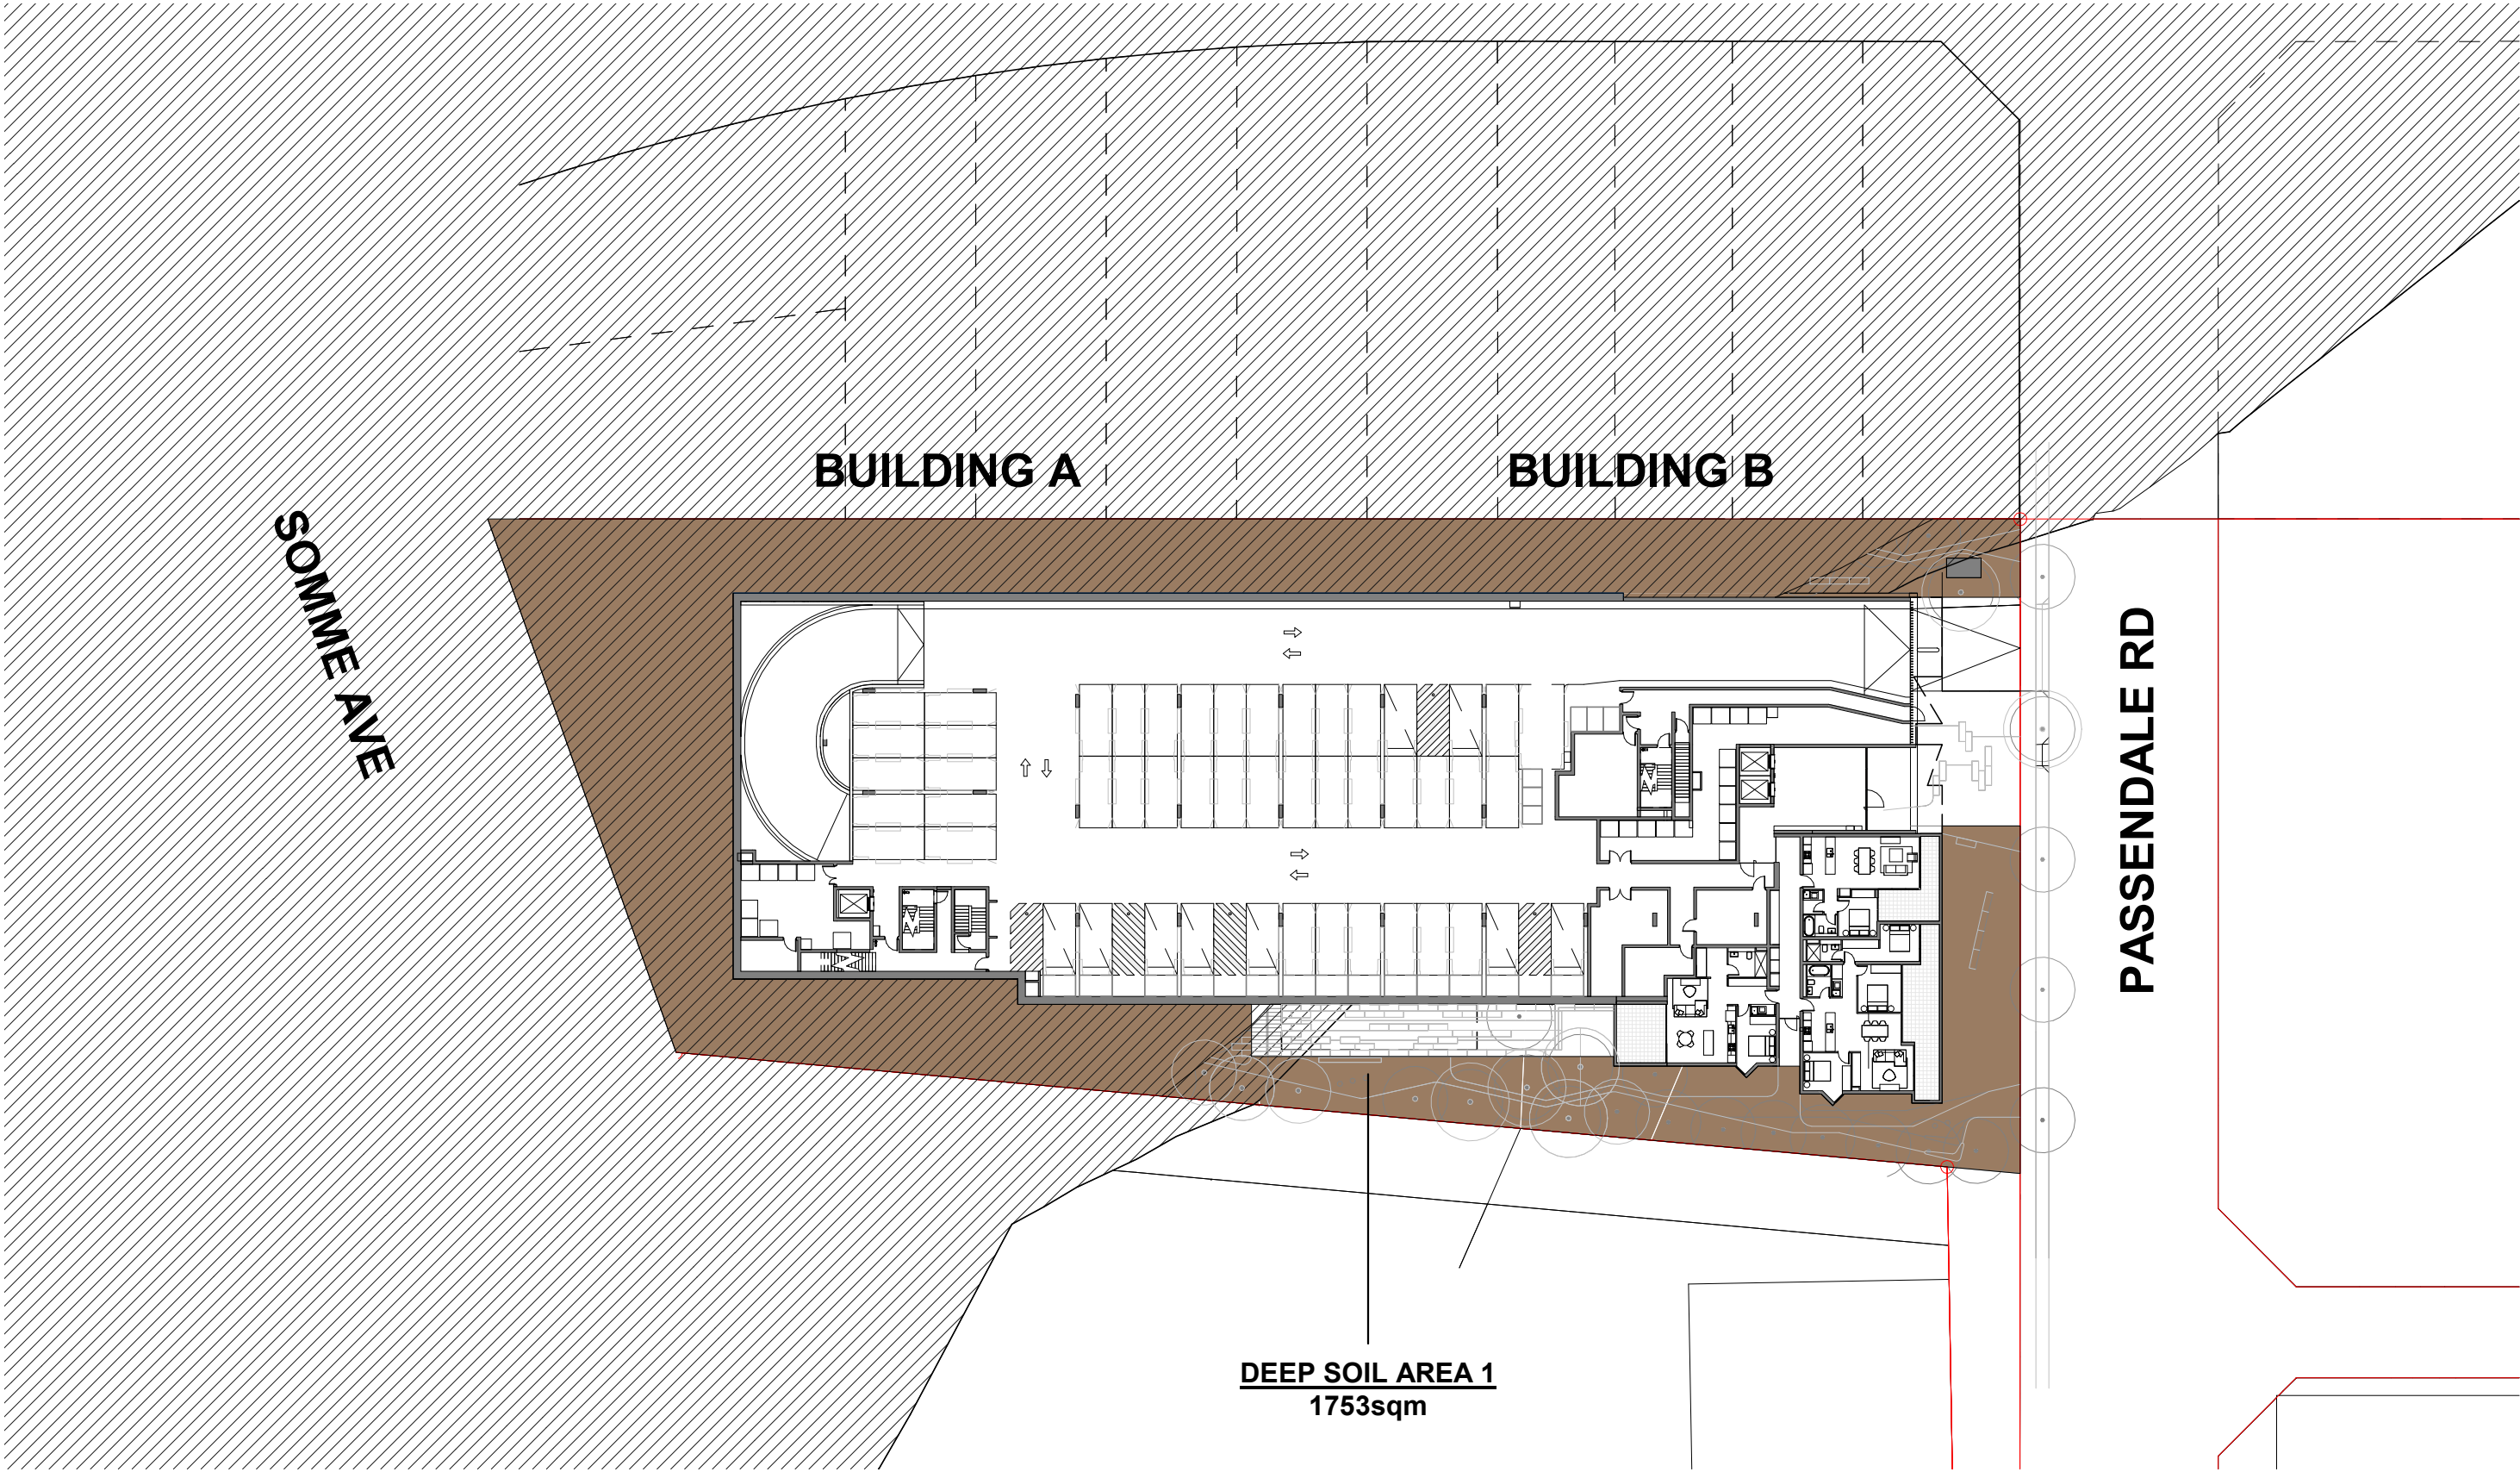 BUILDING A
BUILDING B
SOMME AVE
PASSENDALE RD
DEEP SOIL AREA 1
1753sqm